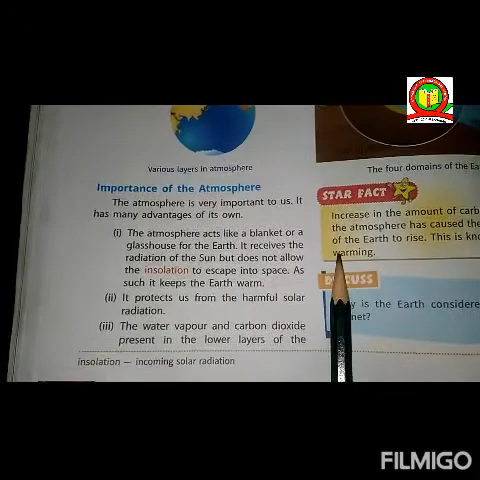 Various layers in atmosphere
Importance of the Atmosphere
The atmosphere is very important to us. It
has many advantages of its own.
(i) The atmosphere acts like a blanket or a
glasshouse for the Earth. It receives the
radiation of the Sun but does not allow
the insolation to escape into space. As
such it keeps the Earth warm.
(ii) It protects us from the harmful solar
radiation.
(iii) The water vapour and carbon dioxide
present in the lower layers of the
insolation — incoming solar radiation
The four domains of the Ea
STAR FACT
Increase in the amount of carb
the atmosphere has caused the
of the Earth to rise. This is kno
warming.
is the Earth considere
FILMIGO